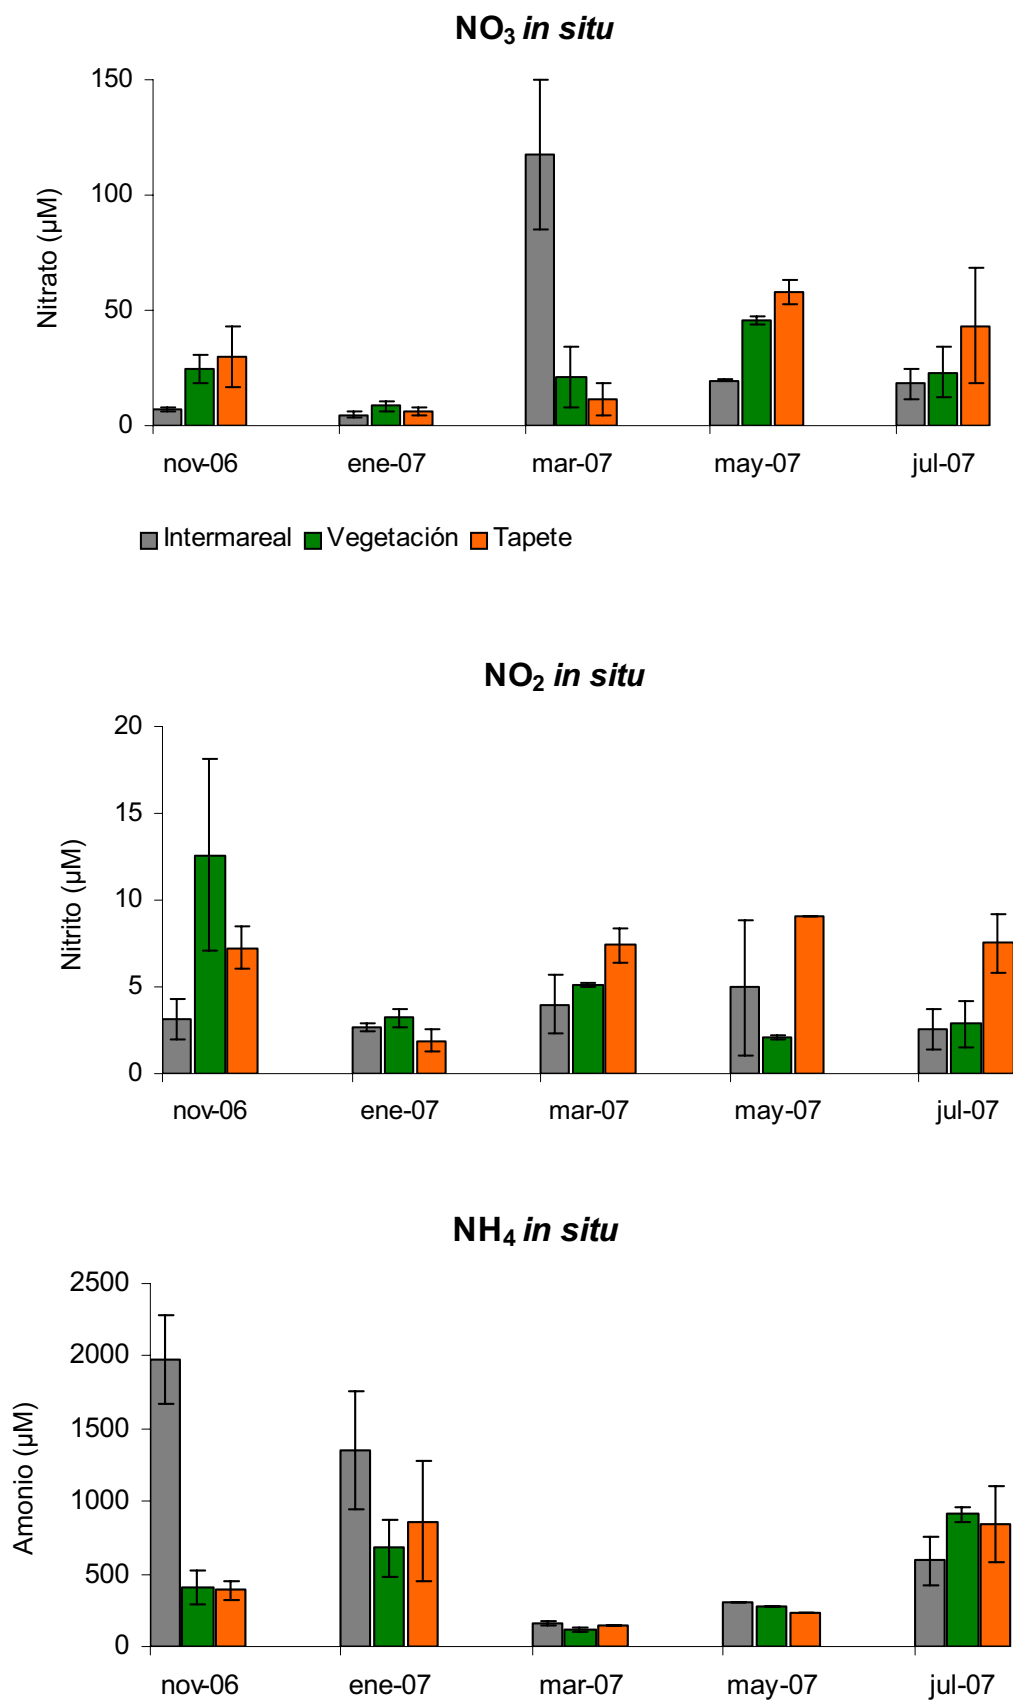 NO3 in situ
150
100
50
0
Nitrato (µM)
nov-06 ene-07 mar-07 may-07 jul-07
Intermareal Vegetación Tapete
NO2 in situ
20
15
10
5
0
Nitrito (µM)
nov-06 ene-07 mar-07 may-07 jul-07
NH4 in situ
2500
2000
1500
1000
500
0
Amonio (µM)
nov-06 ene-07 mar-07 may-07 jul-07